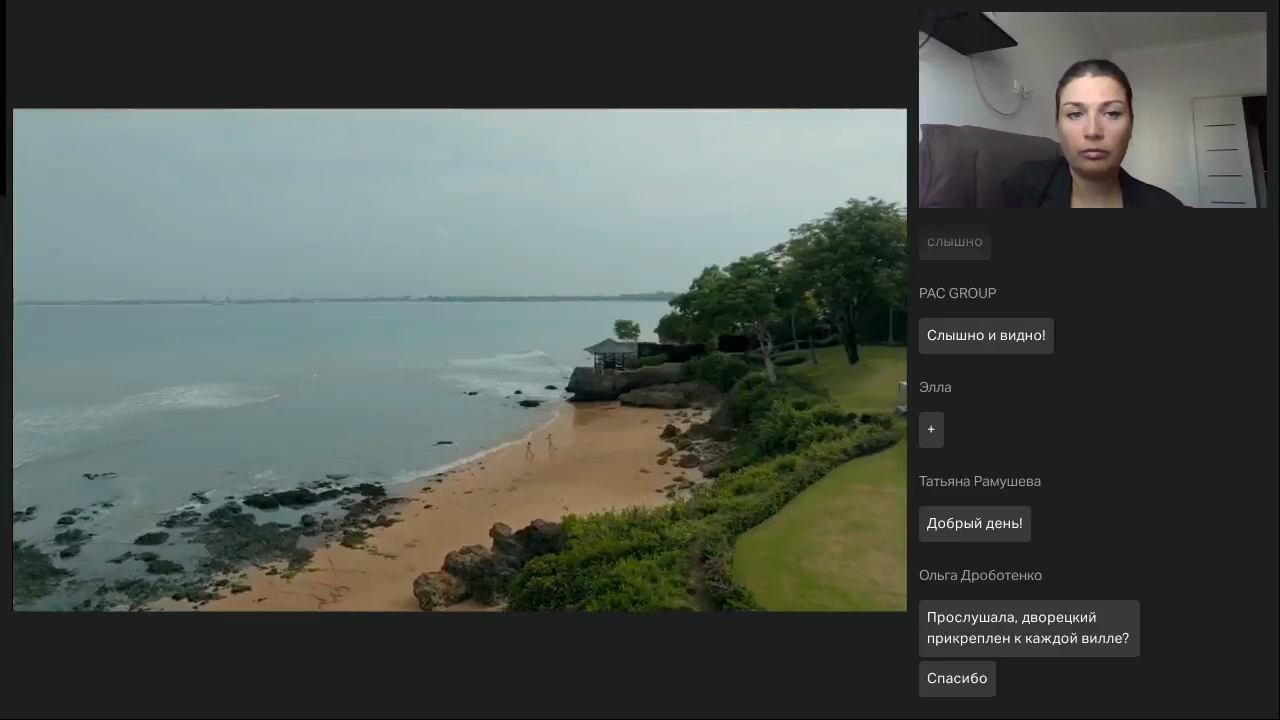 слышно
PAC GROUP
Слышно и видно!
Элла
+
Татьяна Рамушева
Добрый день!
Ольга Дроботенко
Прослушала, дворецкий
прикреплен к каждой вилле?
Спасибо